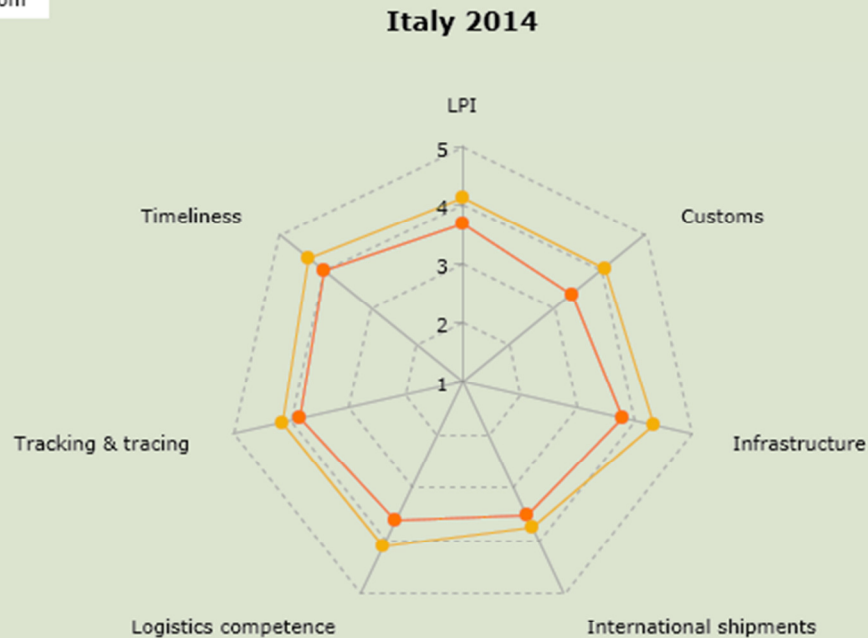 Italy 2014
LPI
5
Timeliness
Customs
4
3
2
1
Tracking & tracing
Infrastructure
Logistics competence
International shipments